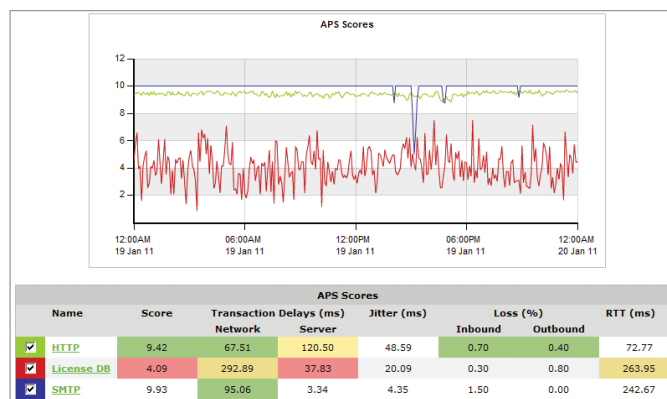 APS Scores
12
10
8
6
4
2
12:00AM 06:00AM 12:00PM 06:00PM 12:00AM
19 Jan 11 19 Jan 11 19 Jan 11 19 Jan 11 20 Jan 11
APS Scores
Name Score Transaction Delays (ms) Jitter (ms) Loss (%) RTT (ms)
Network Server Inbound Outbound
HTTP 9.42 67.51 120.50 48.59 0.70 0.40 72.77
License DB 4.09 292.89 37.83 20.09 0.30 0.80 263.95
SMTP 9.93 95.06 3.34 4.35 1.50 0.00 242.67